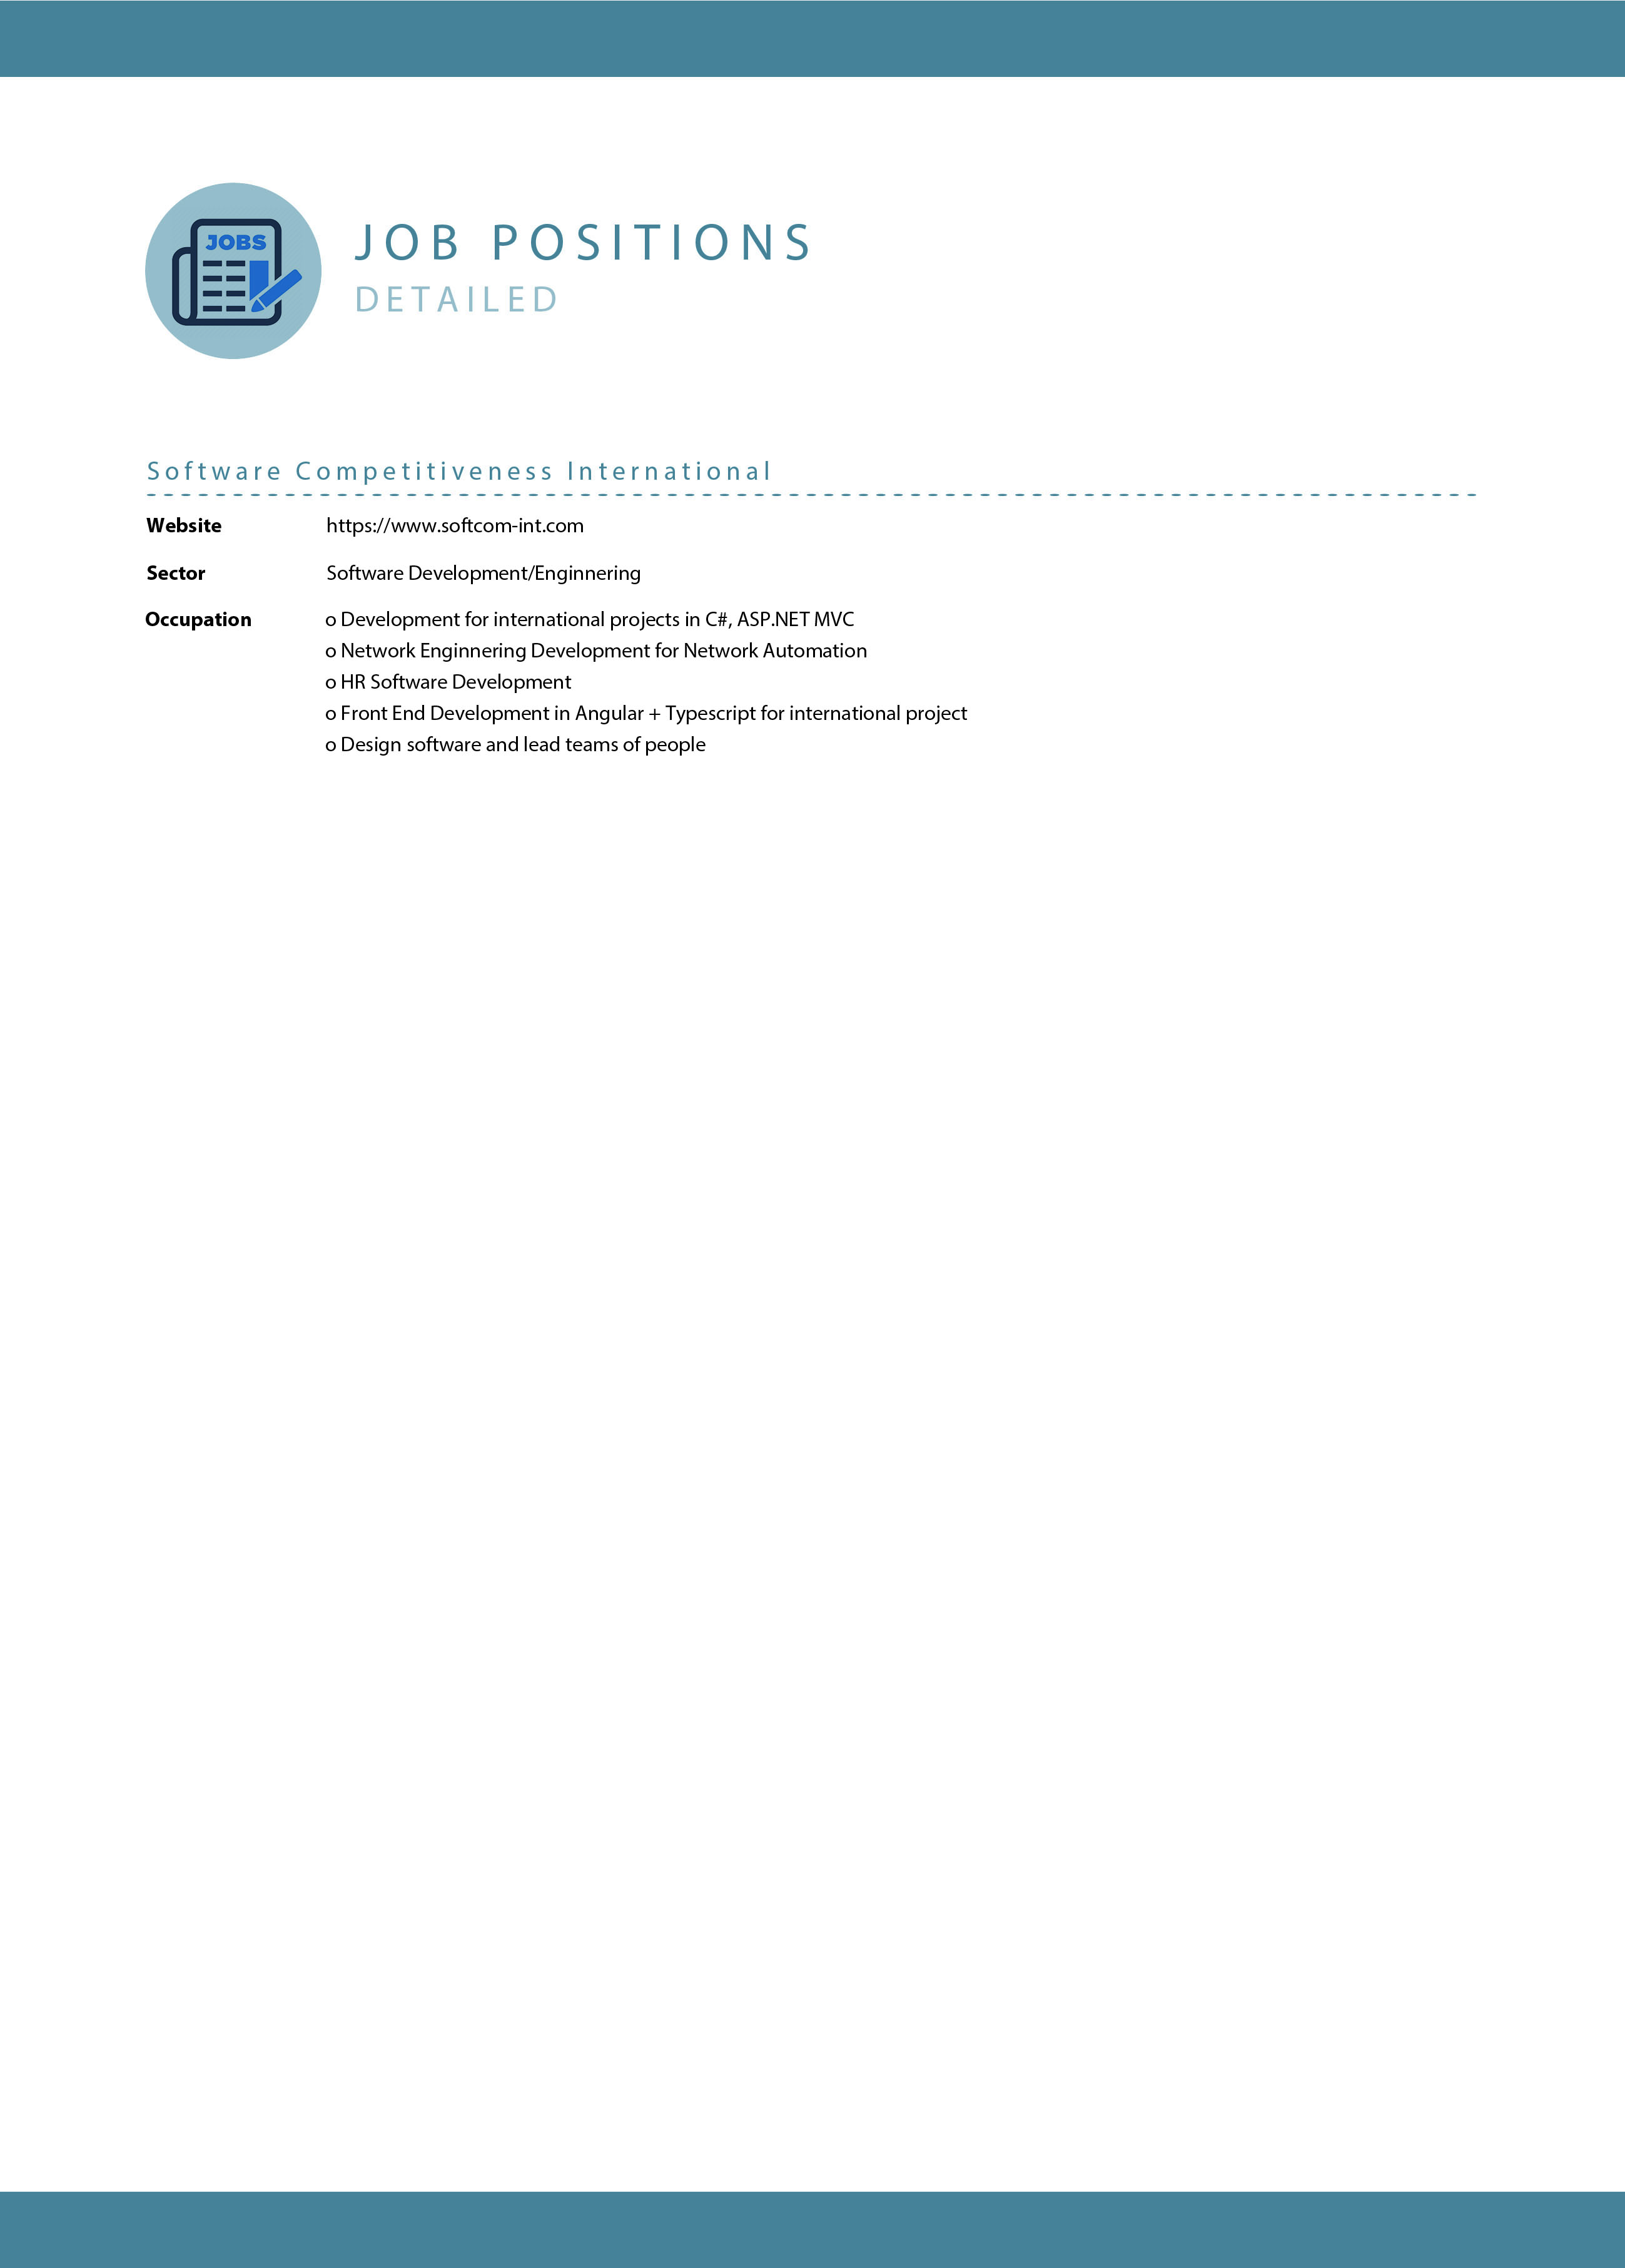 JOBS
JOB POSITIONS
DETAILED
Software Competitiveness International
Website https://www.softcom-int.com
Sector Software Development/Enginnering
Occupation o Development for international projects in C#, ASP.NET MVC
o Network Enginnering Development for Network Automation
o HR Software Development
o Front End Development in Angular + Typescript for international project
o Design software and lead teams of people